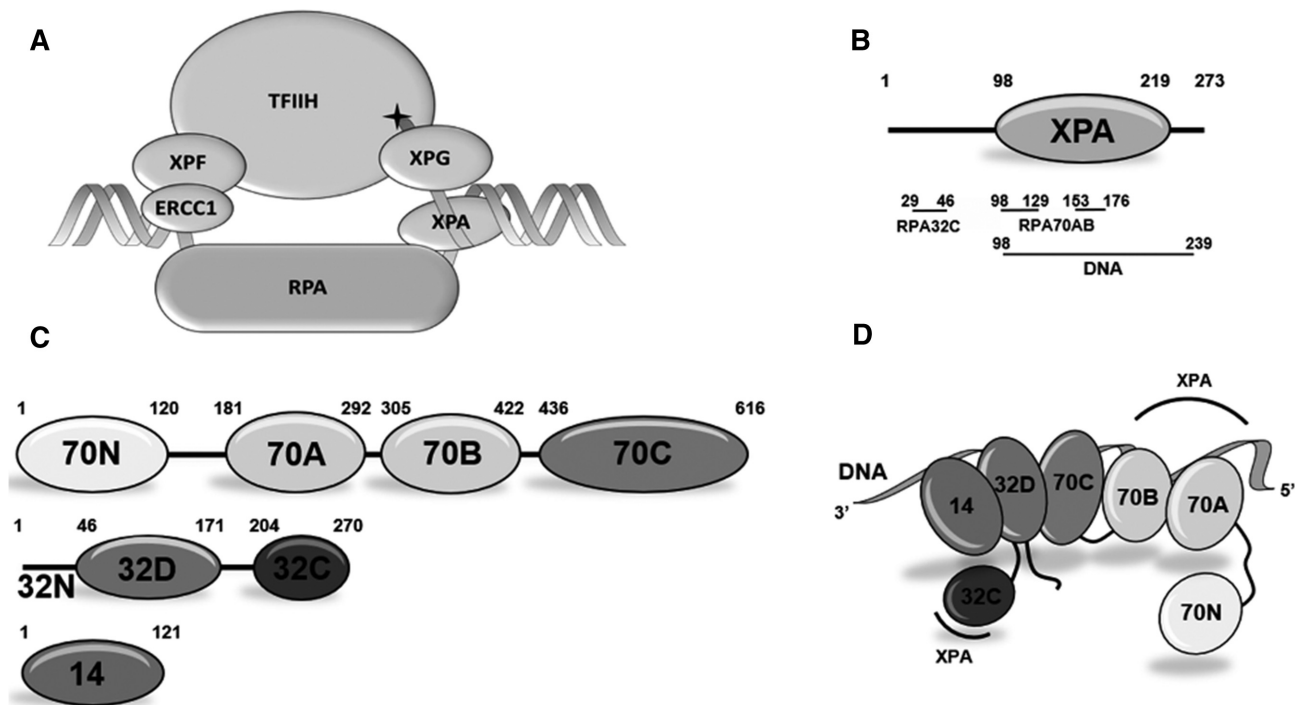 A
TFIIH
XPF
XPG
ERCC1
XPA
RPA
B
1 98 219 273
XPA
29 46 98 129 153 176
RPA32C RPA70AB
98 239
DNA
C
1 120 181 292 305 422 436 616
70N 70A 70B 70C
1 46 171 204 270
32N 32D 32C
1 121
14
D
XPA
DNA
3’ 14 32D 70C 70B 70A 5’
32C 70N
XPA